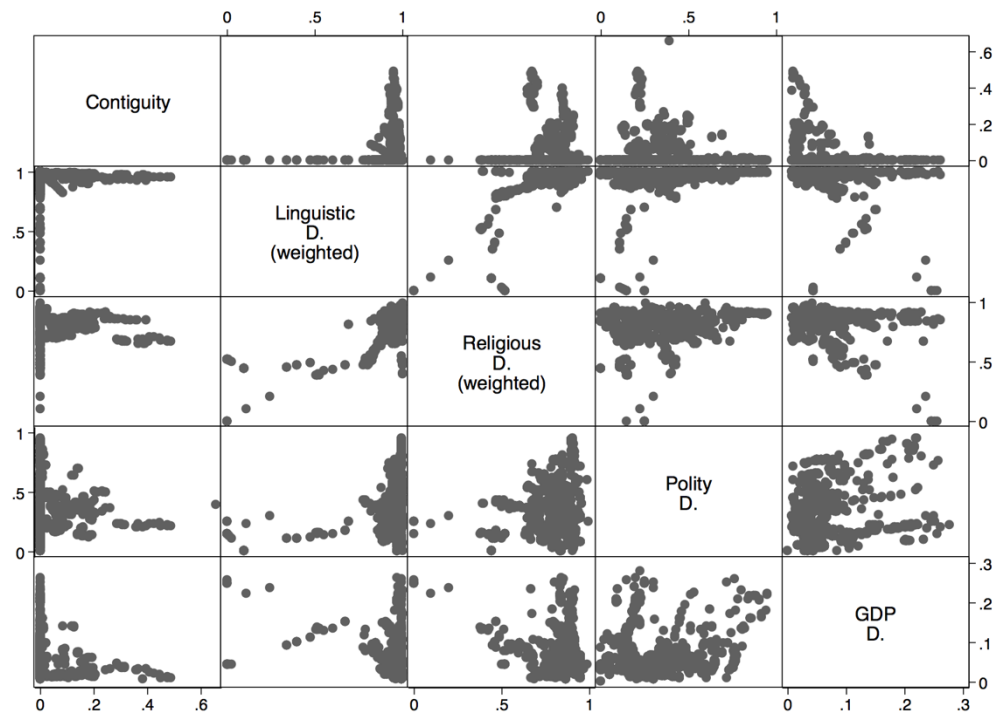 0 .5 1 0 .5 1
Contiguity
0 .2 .4 .6
0 .5 1
Linguistic
D.
(weighted)
Religious
D.
(weighted)
0 .5 1
0 .5 1
Polity
D.
GDP
D.
0 .1 .2 .3
0 .2 .4 .6 0 .5 1 0 .1 .2 .3